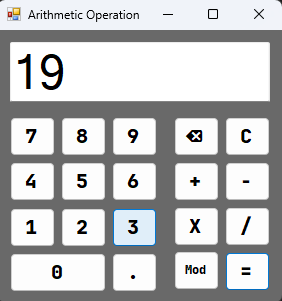 Arithmetic Operation
19
7 8 9 C
4 5 6 + -
1 2 3 X /
0 . Mod =